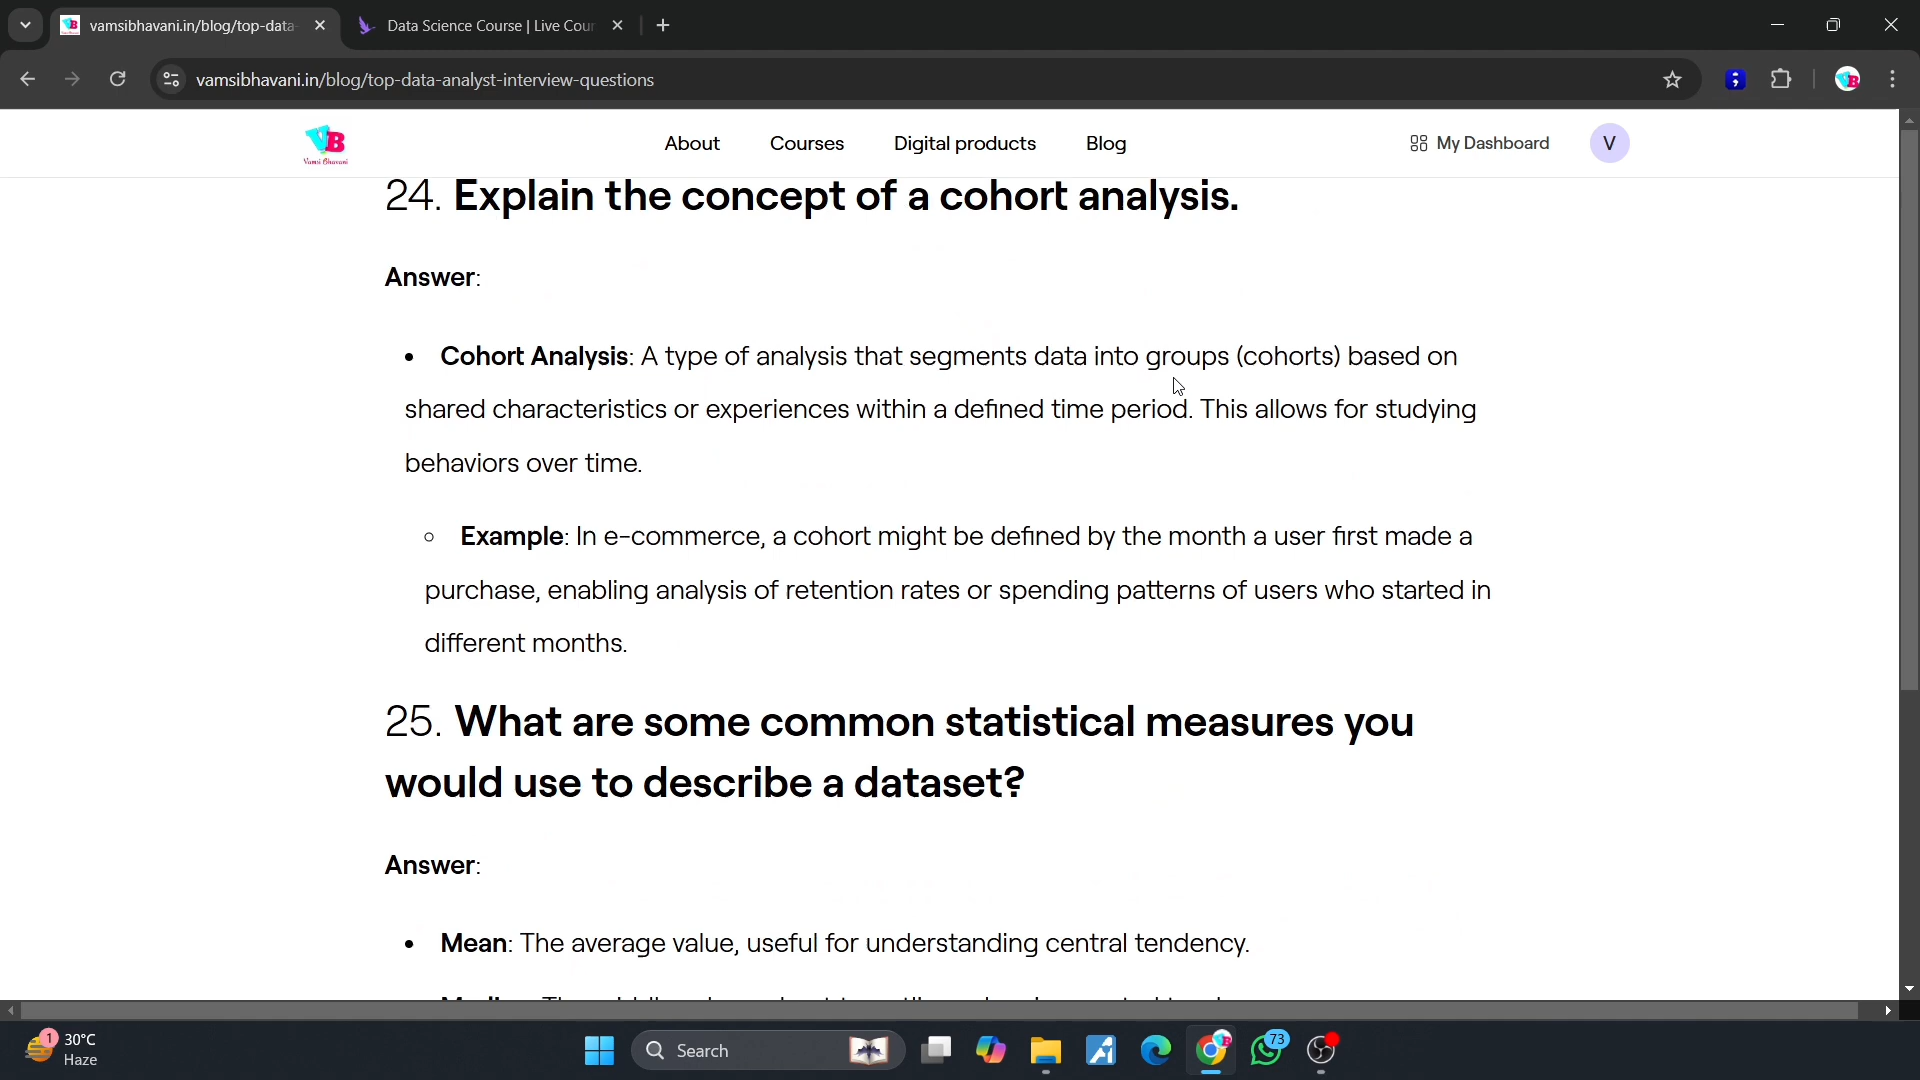 vamsibhavani.in/blog/top-data-
Data Science Course | Live Cour
vamsibhavani.in/blog/top-data-analyst-interview-questions
VB
Vamsi Bhavani
About
Courses
Digital products
Blog
My Dashboard
V
24. Explain the concept of a cohort analysis.
Answer:
• Cohort Analysis: A type of analysis that segments data into groups (cohorts) based on
shared characteristics or experiences within a defined time period. This allows for studying
behaviors over time.
Example: In e-commerce, a cohort might be defined by the month a user first made a
purchase, enabling analysis of retention rates or spending patterns of users who started in
different months.
25. What are some common statistical measures you
would use to describe a dataset?
Answer:
• Mean: The average value, useful for understanding central tendency.
1
30°C
Haze
Search
73